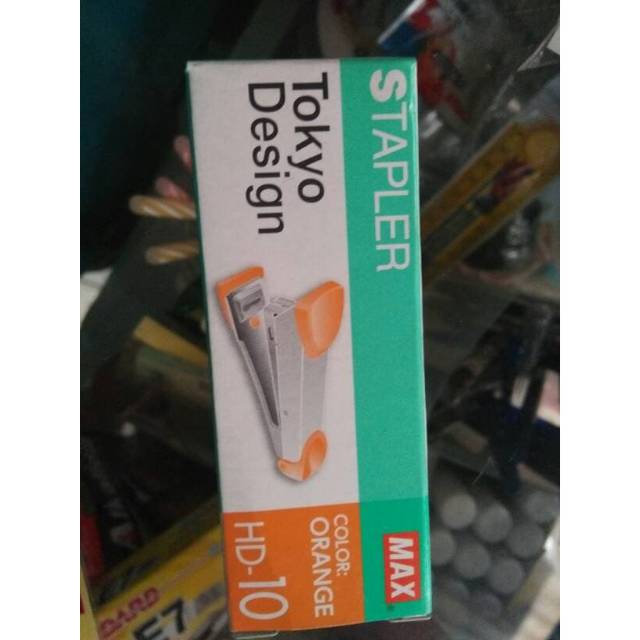 STAPLER
Tokyo
Design
COLOR:
ORANGE
HD-10
MAX